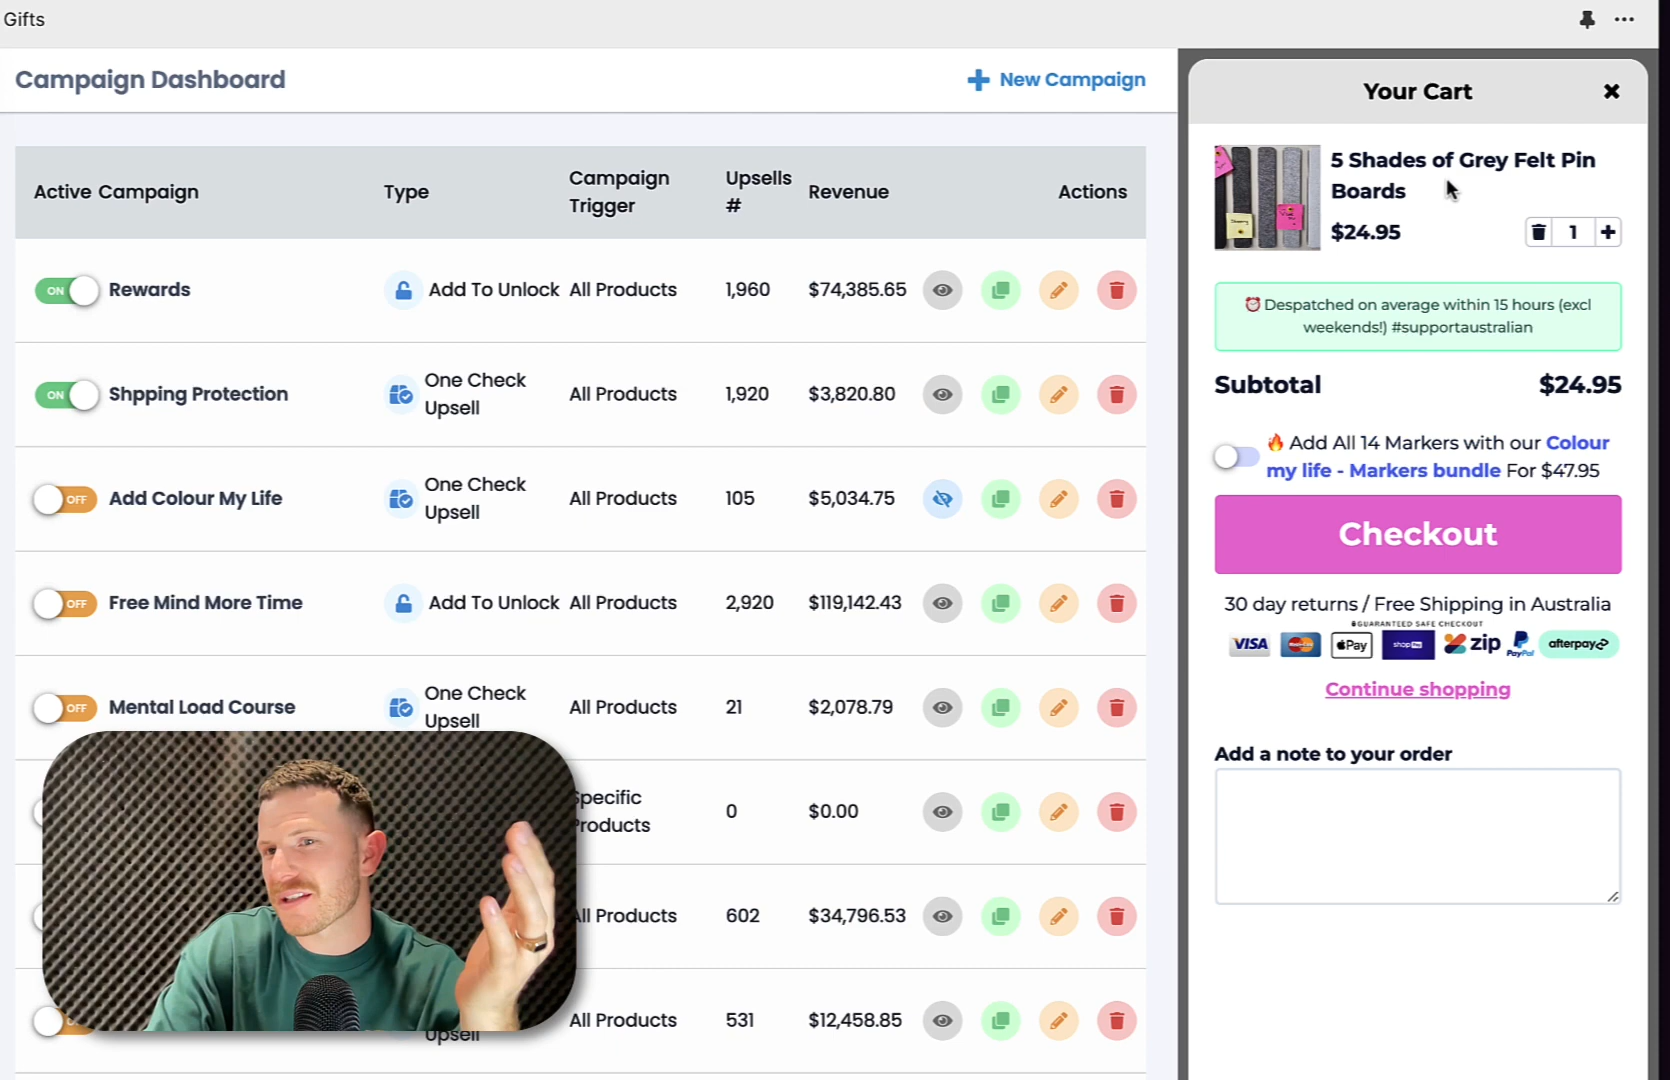 Gifts
Campaign Dashboard
New Campaign
Active Campaign Type Campaign Trigger Upsells # Revenue Actions
ON Rewards Add To Unlock All Products 1,960 $74,385.65
ON Shpping Protection One Check Upsell All Products 1,920 $3,820.80
OFF Add Colour My Life One Check Upsell All Products 105 $5,034.75
OFF Free Mind More Time Add To Unlock All Products 2,920 $119,142.43
OFF Mental Load Course One Check Upsell All Products 21 $2,078.79
Specific Products 0 $0.00
All Products 602 $34,796.53
Upsell All Products 531 $12,458.85
Your Cart
5 Shades of Grey Felt Pin
Boards
$24.95
1
Despatched on average within 15 hours (excl
weekends!) #supportaustralian
Subtotal $24.95
Add All 14 Markers with our Colour
my life - Markers bundle For $47.95
Checkout
30 day returns / Free Shipping in Australia
GUARANTEED SAFE CHECKOUT
VISA Pay shop Pay zip PayPal afterpay
Continue shopping
Add a note to your order